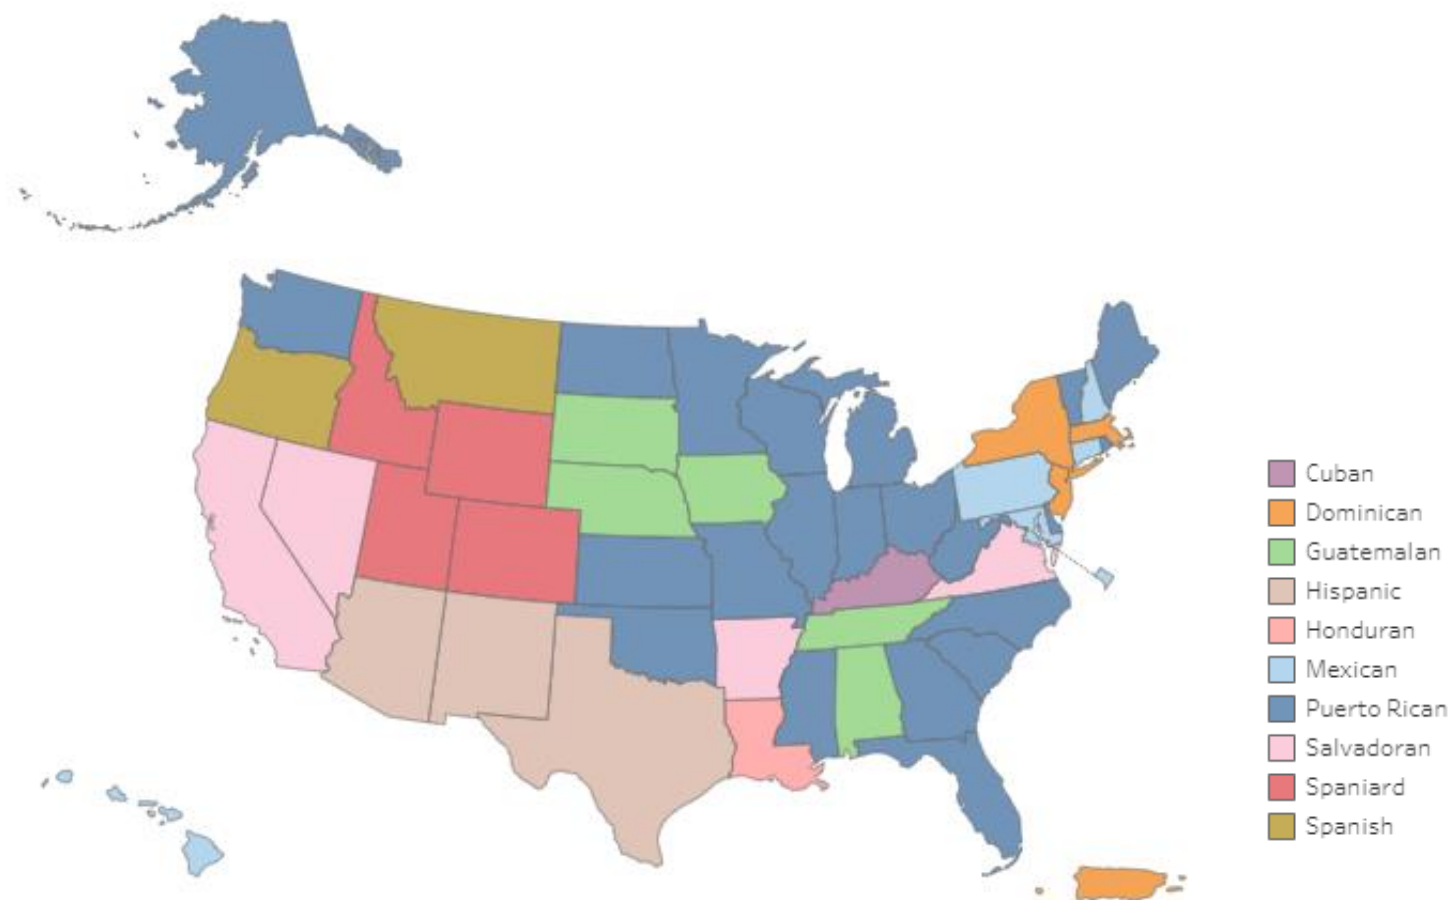 Cuban
Dominican
Guatemalan
Hispanic
Honduran
Mexican
Puerto Rican
Salvadoran
Spaniard
Spanish